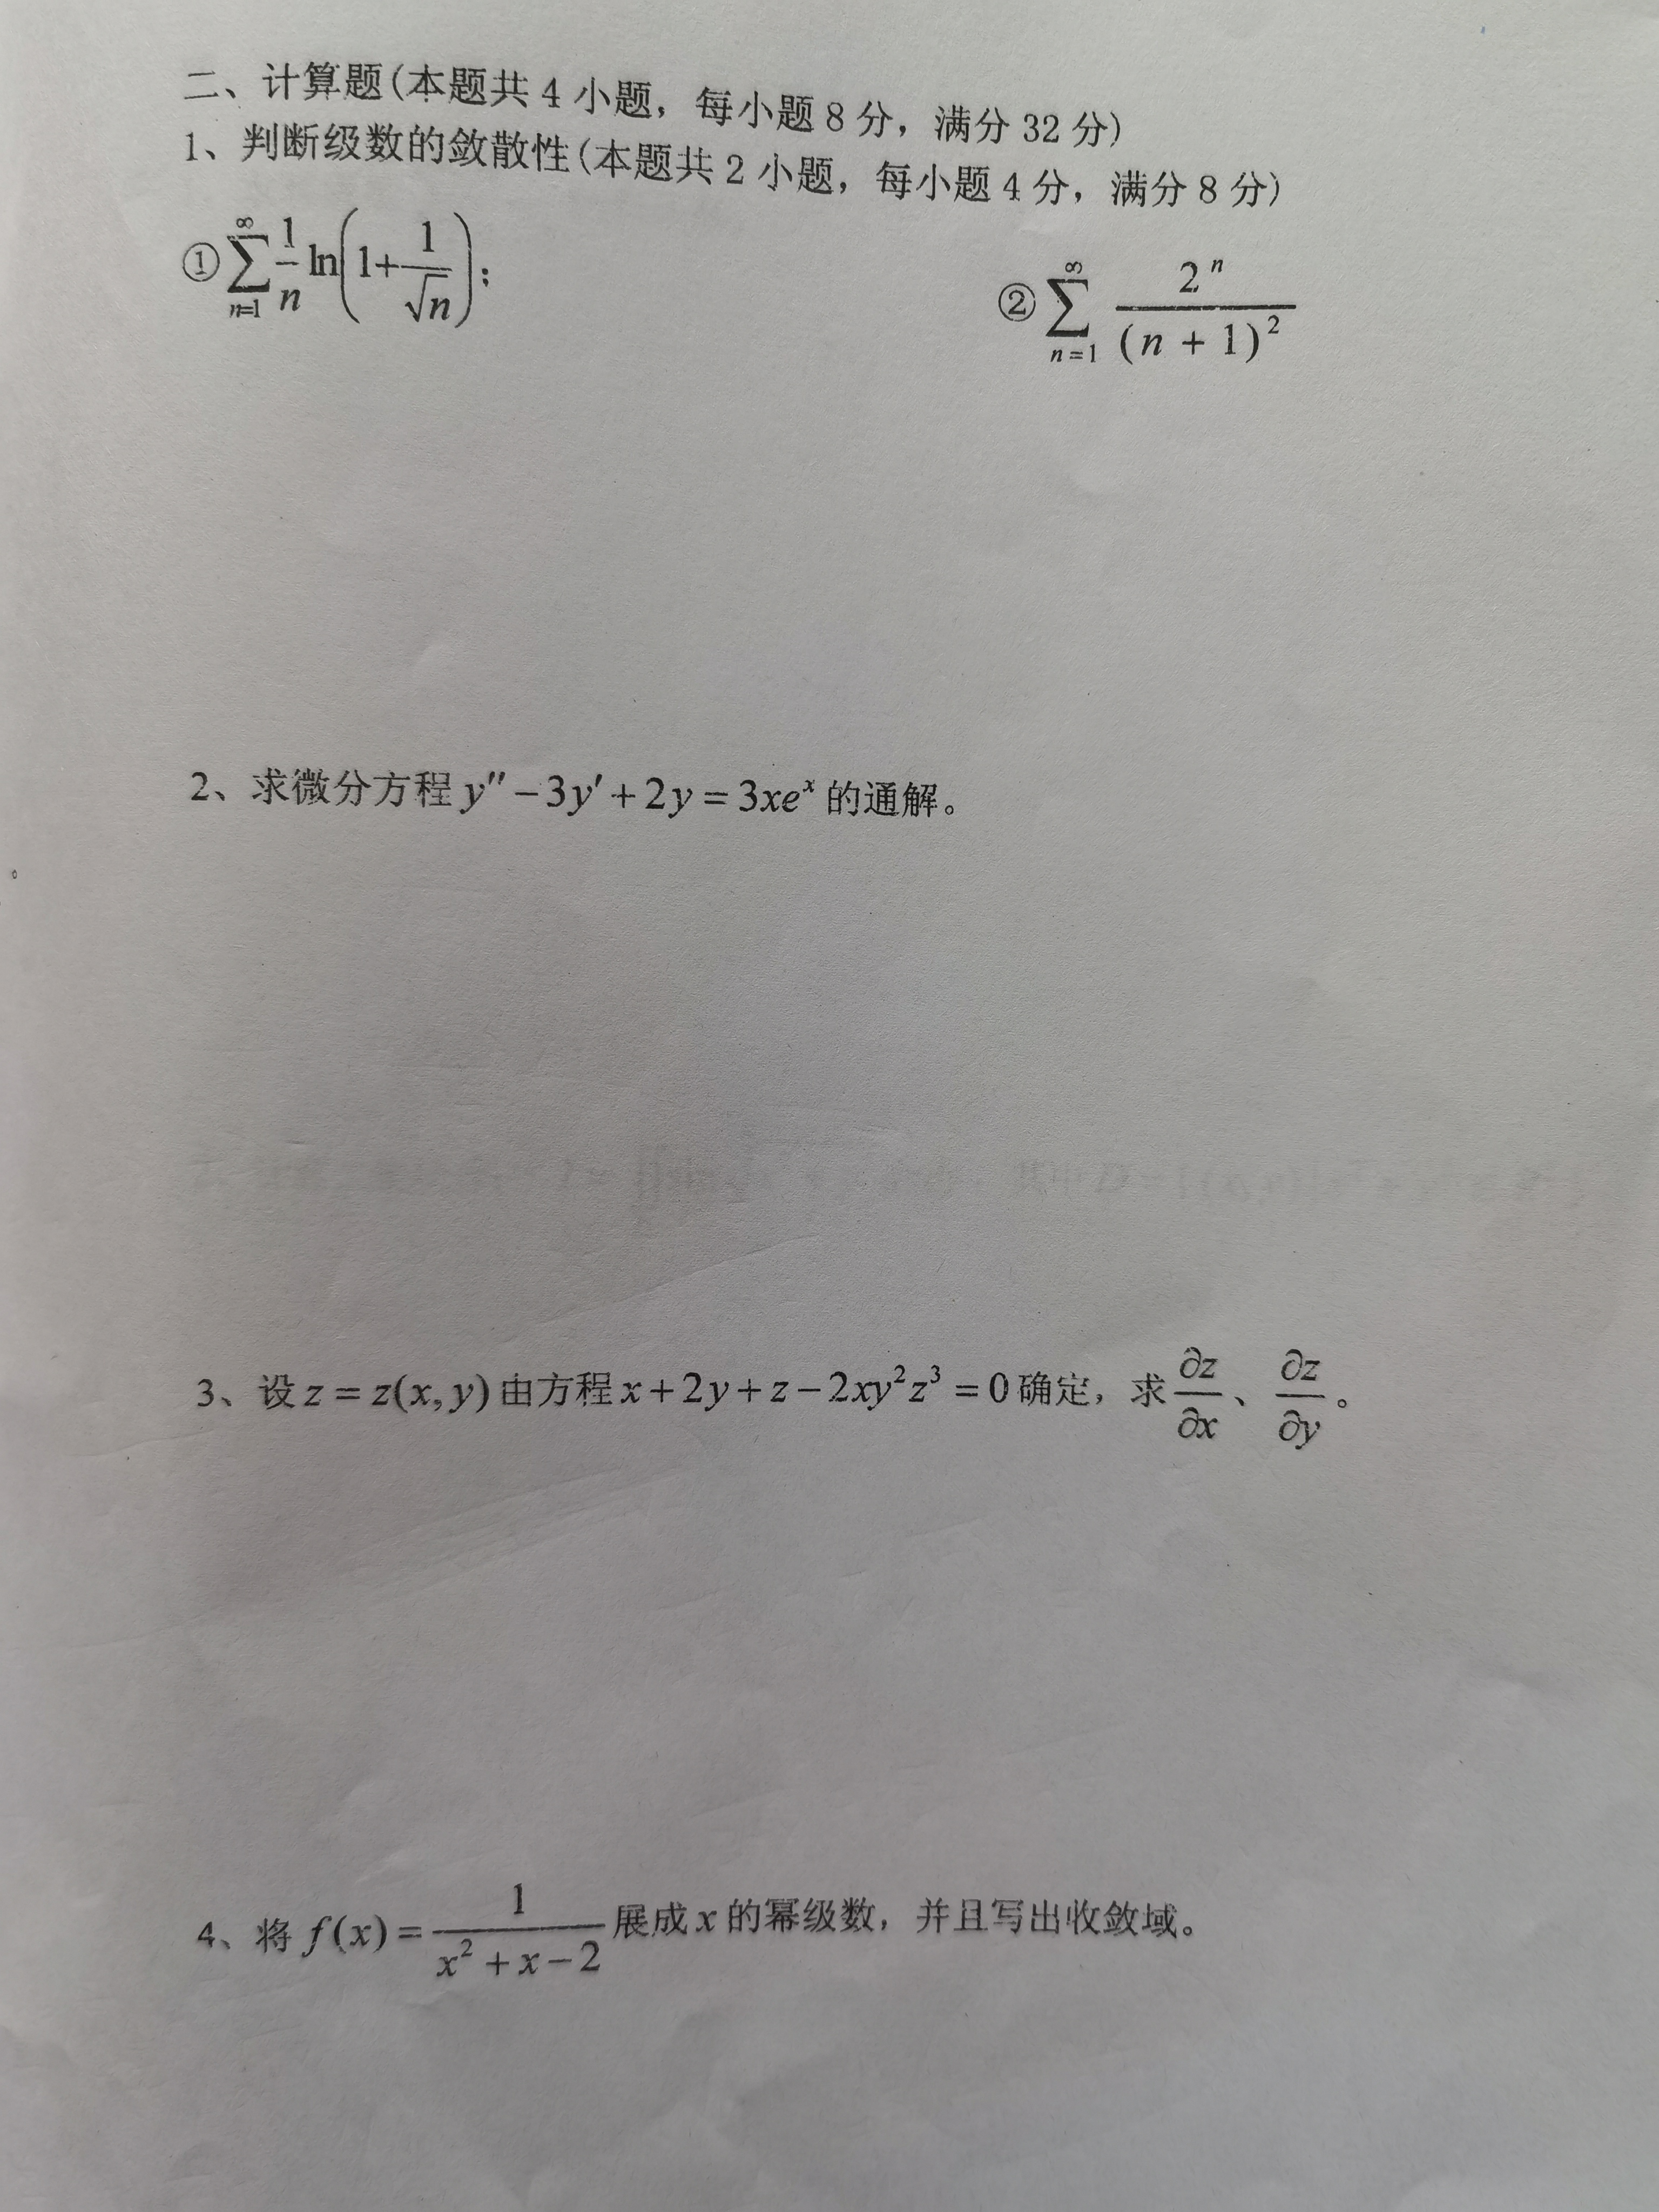 二、计算题(本题共 4 小题，每小题 8 分，满分 32 分)
1、判断级数的敛散性(本题共 2 小题，每小题 4 分，满分 8 分)
① $\sum_{n=1}^{\infty}\frac{1}{n}\ln\left(1+\frac{1}{\sqrt{n}}\right)$； ② $\sum_{n=1}^{\infty}\frac{2^n}{(n+1)^2}$
2、求微分方程 $y''-3y'+2y=3xe^x$ 的通解。
3、设 $z=z(x,y)$ 由方程 $x+2y+z-2xy^2z^3=0$ 确定，求 $\frac{\partial z}{\partial x}$、$\frac{\partial z}{\partial y}$。
4、将 $f(x)=\frac{1}{x^2+x-2}$ 展成 $x$ 的幂级数，并且写出收敛域。